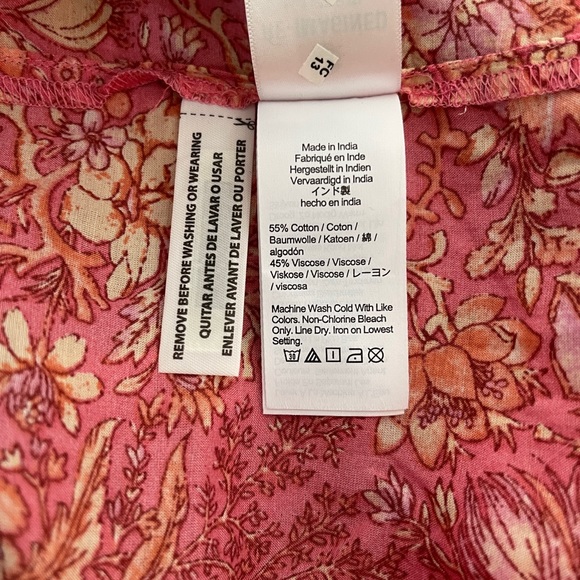 FC
13
REMOVE BEFORE WASHING OR WEARING
QUITAR ANTES DE LAVAR O USAR
ENLEVER AVANT DE LAVER OU PORTER
Made in India
Fabriqué en Inde
Hergestellt in Indien
Vervaardigd in India
インド製
hecho en india
55% Cotton / Coton /
Baumwolle / Katoen / 綿 /
algodón
45% Viscose / Viscose /
Viskose / Viscose / レーヨン
/ viscosa
Machine Wash Cold With Like
Colors. Non-Chlorine Bleach
Only. Line Dry. Iron on Lowest
Setting.